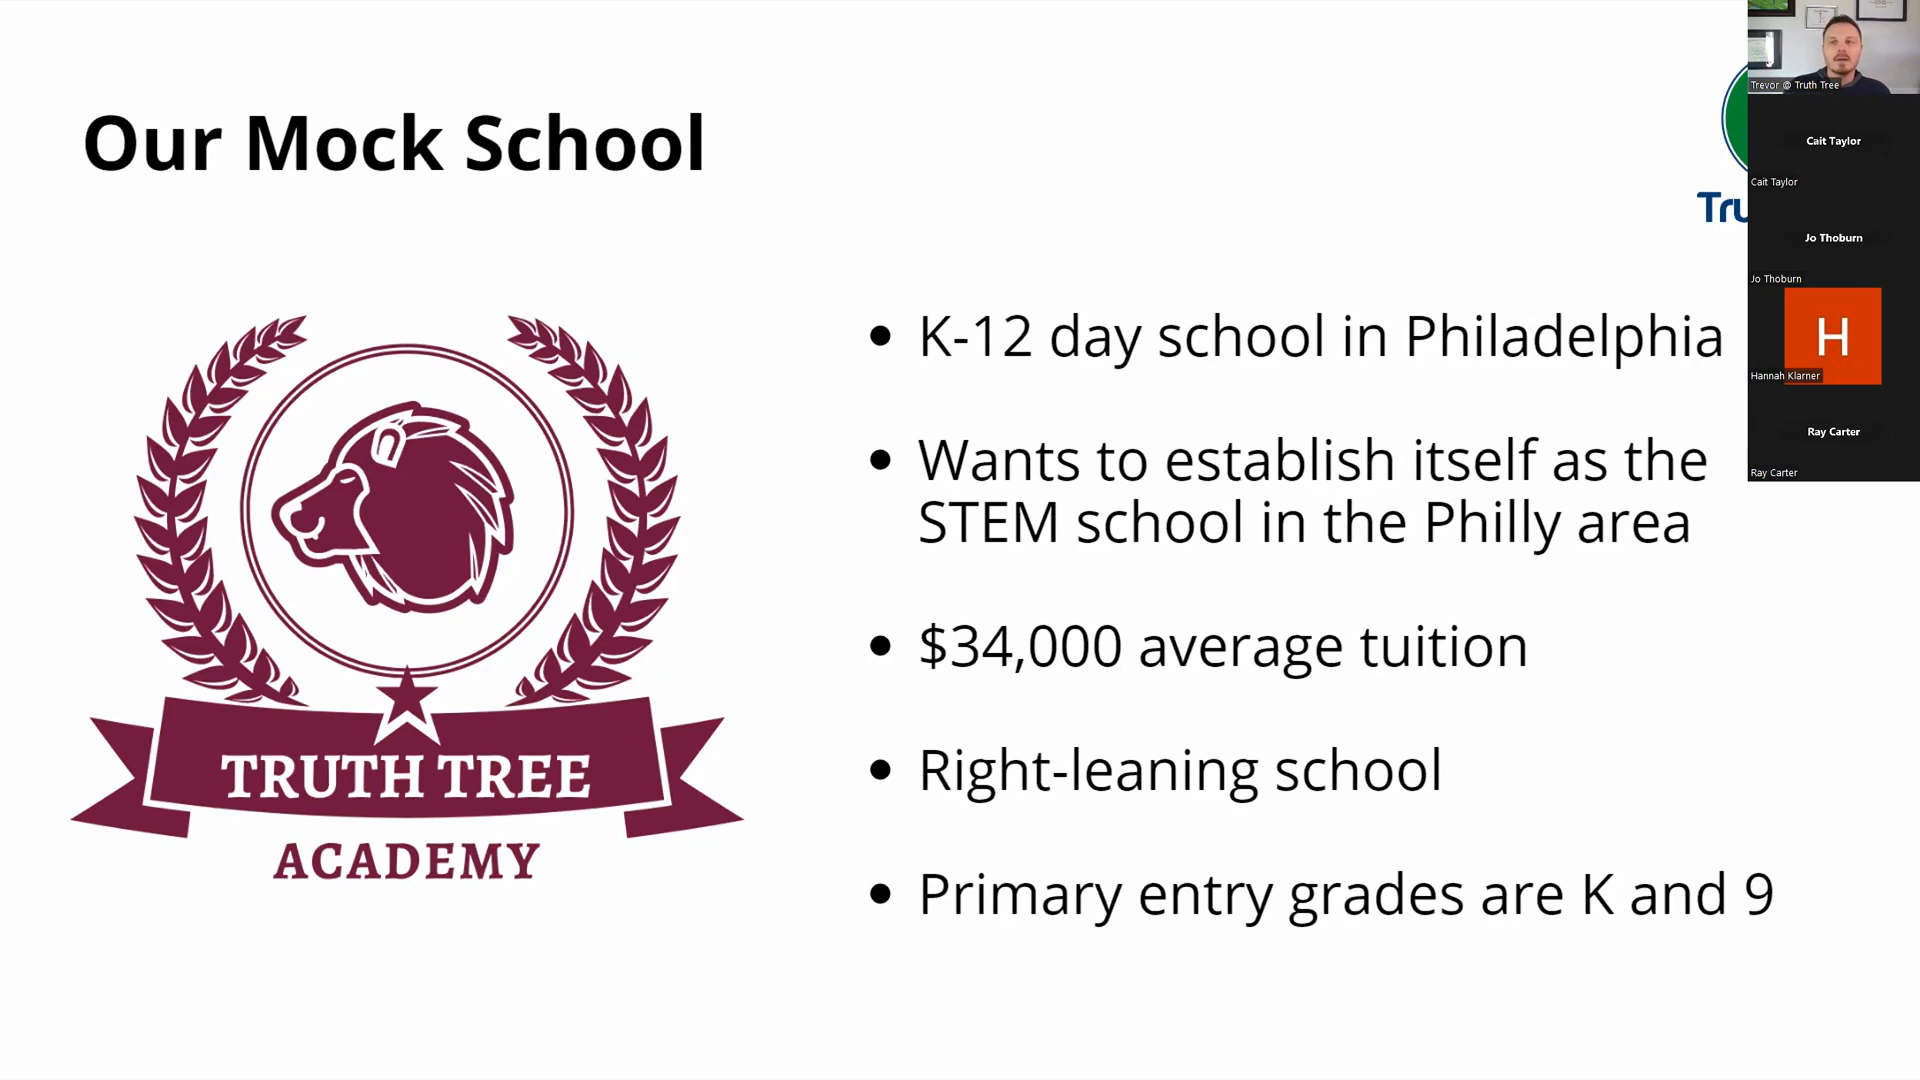 Our Mock School
TRUTH TREE
ACADEMY
• K-12 day school in Philadelphia
• Wants to establish itself as the
STEM school in the Philly area
• $34,000 average tuition
• Right-leaning school
• Primary entry grades are K and 9
Tru
Trevor @ Truth Tree
Cait Taylor
Cait Taylor
Jo Thoburn
Jo Thoburn
H
Hannah Klarner
Ray Carter
Ray Carter